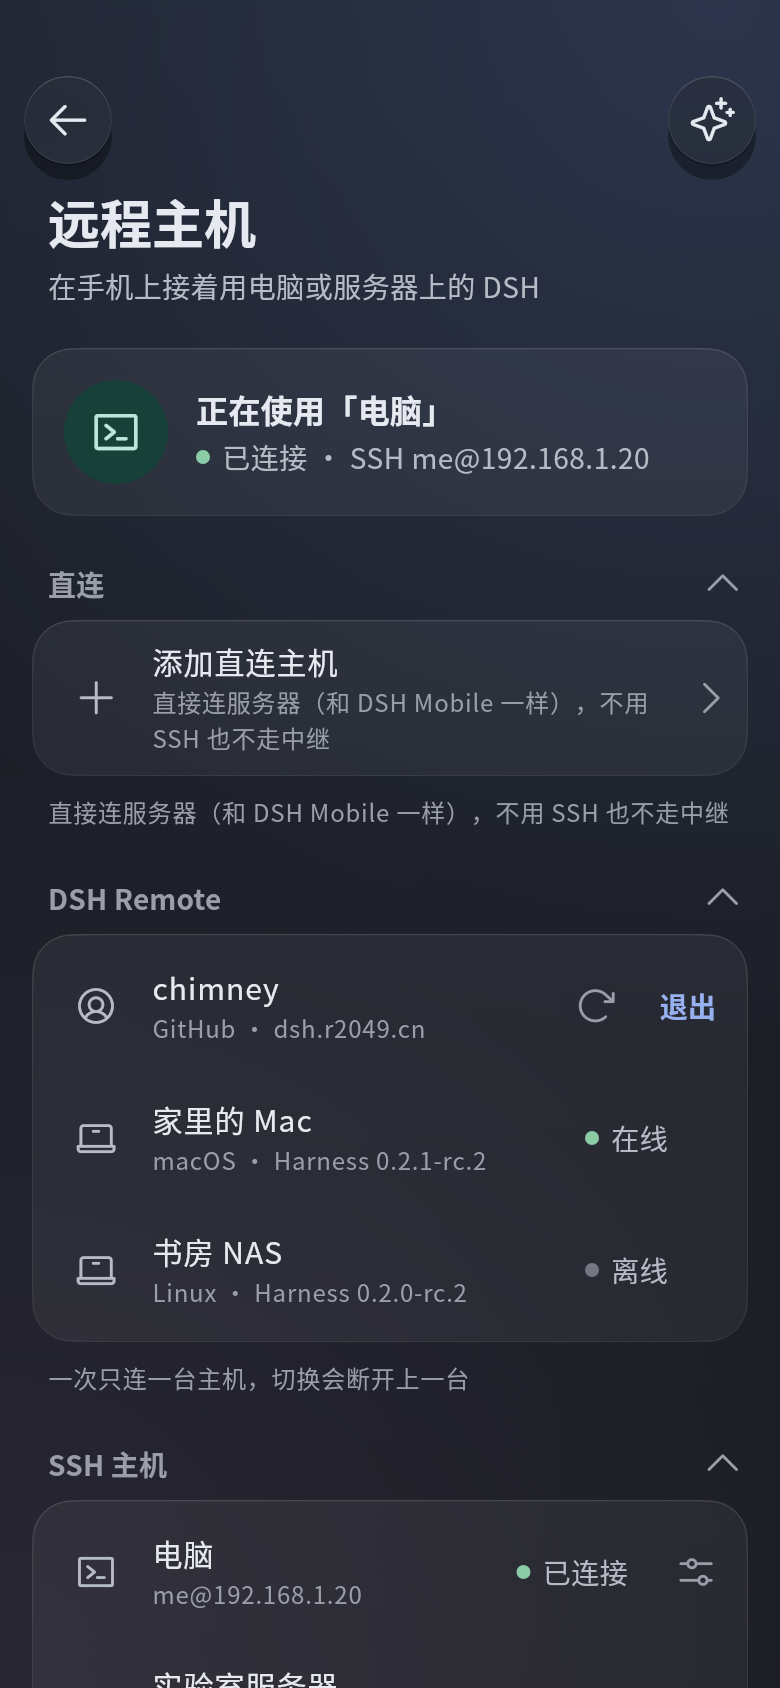 远程主机
在手机上接着用电脑或服务器上的 DSH
正在使用「电脑」
已连接 · SSH me@192.168.1.20
直连
添加直连主机
直接连服务器（和 DSH Mobile 一样），不用
SSH 也不走中继
直接连服务器（和 DSH Mobile 一样），不用 SSH 也不走中继
DSH Remote
chimney
GitHub · dsh.r2049.cn
退出
家里的 Mac
macOS · Harness 0.2.1-rc.2
在线
书房 NAS
Linux · Harness 0.2.0-rc.2
离线
一次只连一台主机，切换会断开上一台
SSH 主机
电脑
me@192.168.1.20
已连接
实验室服务器